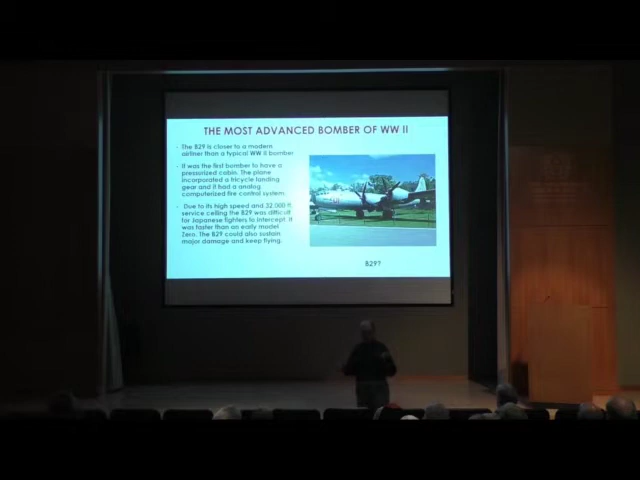 THE MOST ADVANCED BOMBER OF WW II
- The B29 is closer to a modern
airliner than a typical WW II bomber
- It was the first bomber to have a
pressurized cabin. The plane
incorporated a tricycle landing
gear and it had a analog
computerized fire control system.
- Due to its high speed and 32,000 ft
service ceiling the B29 was difficult
for Japanese fighters to intercept. It
was faster than an early model
Zero. The B29 could also sustain
major damage and keep flying.
B29?